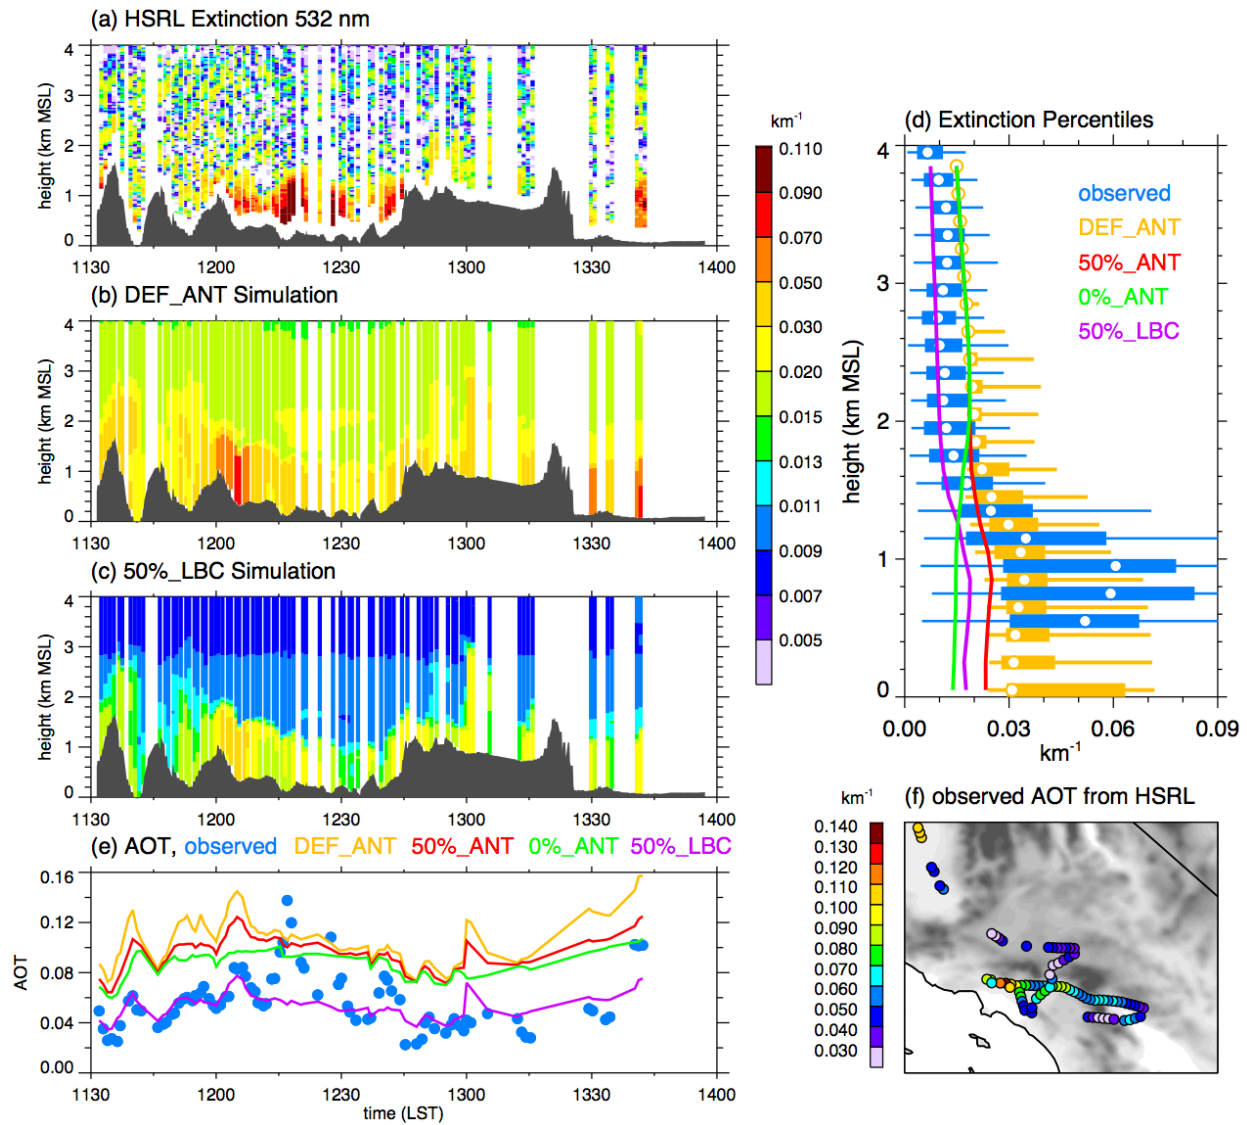 (a) HSRL Extinction 532 nm
height (km MSL)
4
3
2
1
0
1130 1200 1230 1300 1330 1400
(b) DEF_ANT Simulation
height (km MSL)
4
3
2
1
0
1130 1200 1230 1300 1330 1400
(c) 50%_LBC Simulation
height (km MSL)
4
3
2
1
0
1130 1200 1230 1300 1330 1400
(e) AOT, observed DEF_ANT 50%_ANT 0%_ANT 50%_LBC
AOT
0.16
0.12
0.08
0.04
0.00
1130 1200 1230 1300 1330 1400
time (LST)
km-1
0.110
0.090
0.070
0.050
0.030
0.020
0.015
0.013
0.011
0.009
0.007
0.005
(d) Extinction Percentiles
height (km MSL)
4
3
2
1
0
observed
DEF_ANT
50%_ANT
0%_ANT
50%_LBC
0.00 0.03 0.06 0.09
km-1
(f) observed AOT from HSRL
km-1
0.140
0.130
0.120
0.110
0.100
0.090
0.080
0.070
0.060
0.050
0.040
0.030